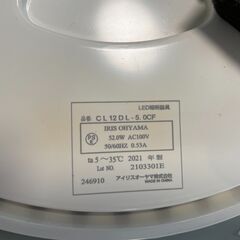 LED照明器具
品番 CL12DL-5.0CF
PS E
IRIS OHYAMA
52.0W AC100V
50/60HZ 0.53A
ta 5~35℃ 2021 年製
Lot NO. 2103301E
246910 アイリスオーヤマ株式会社
MADE IN CHINA